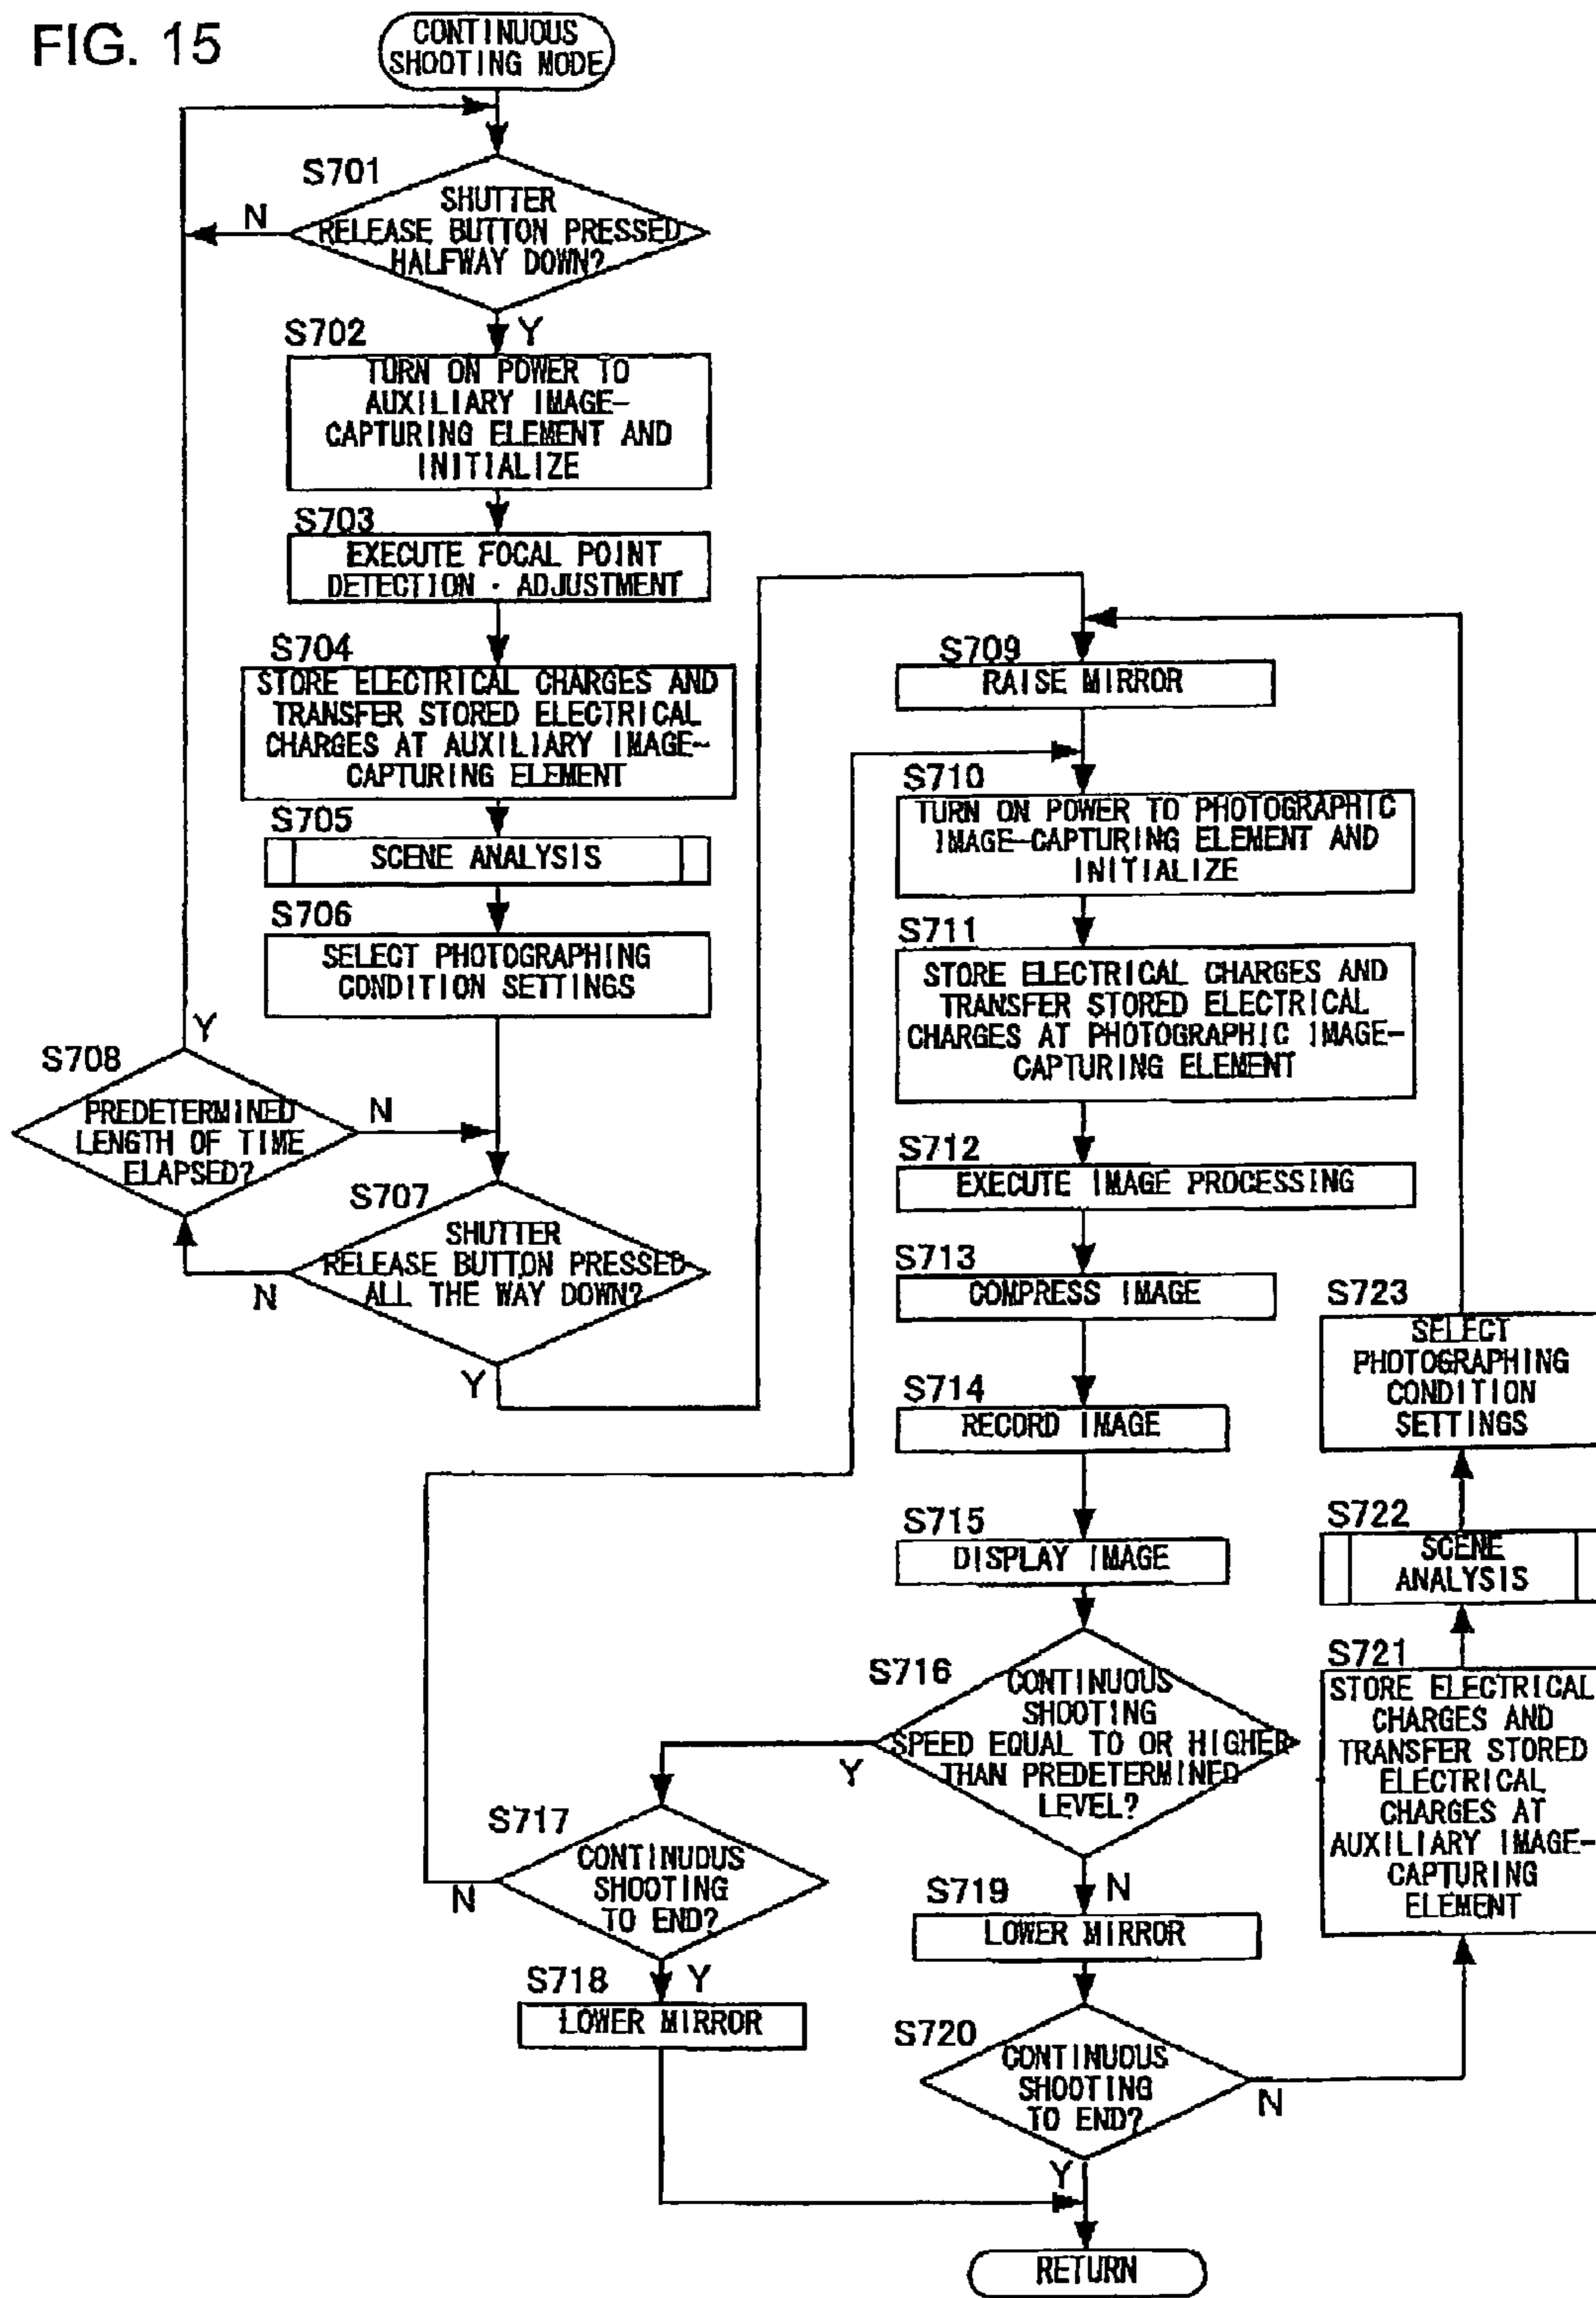 FIG. 15
CONTINUOUS
SHOOTING MODE
S701
SHUTTER
RELEASE BUTTON PRESSED
HALFWAY DOWN?
N
Y
S702
TURN ON POWER TO
AUXILIARY IMAGE-
CAPTURING ELEMENT AND
INITIALIZE
S703
EXECUTE FOCAL POINT
DETECTION · ADJUSTMENT
S704
STORE ELECTRICAL CHARGES AND
TRANSFER STORED ELECTRICAL
CHARGES AT AUXILIARY IMAGE-
CAPTURING ELEMENT
S705
SCENE ANALYSIS
S706
SELECT PHOTOGRAPHING
CONDITION SETTINGS
Y
S708
PREDETERMINED
LENGTH OF TIME
ELAPSED?
N
S707
SHUTTER
RELEASE BUTTON PRESSED
ALL THE WAY DOWN?
N
Y
S709
RAISE MIRROR
S710
TURN ON POWER TO PHOTOGRAPHIC
IMAGE-CAPTURING ELEMENT AND
INITIALIZE
S711
STORE ELECTRICAL CHARGES AND
TRANSFER STORED ELECTRICAL
CHARGES AT PHOTOGRAPHIC IMAGE-
CAPTURING ELEMENT
S712
EXECUTE IMAGE PROCESSING
S713
COMPRESS IMAGE
S714
RECORD IMAGE
S715
DISPLAY IMAGE
S716
CONTINUOUS
SHOOTING
SPEED EQUAL TO OR HIGHER
THAN PREDETERMINED
LEVEL?
Y
N
S717
CONTINUOUS
SHOOTING
TO END?
N
Y
S718
LOWER MIRROR
S719
LOWER MIRROR
S720
CONTINUOUS
SHOOTING
TO END?
N
Y
S721
STORE ELECTRICAL
CHARGES AND
TRANSFER STORED
ELECTRICAL
CHARGES AT
AUXILIARY IMAGE-
CAPTURING
ELEMENT
S722
SCENE
ANALYSIS
S723
SELECT
PHOTOGRAPHING
CONDITION
SETTINGS
RETURN